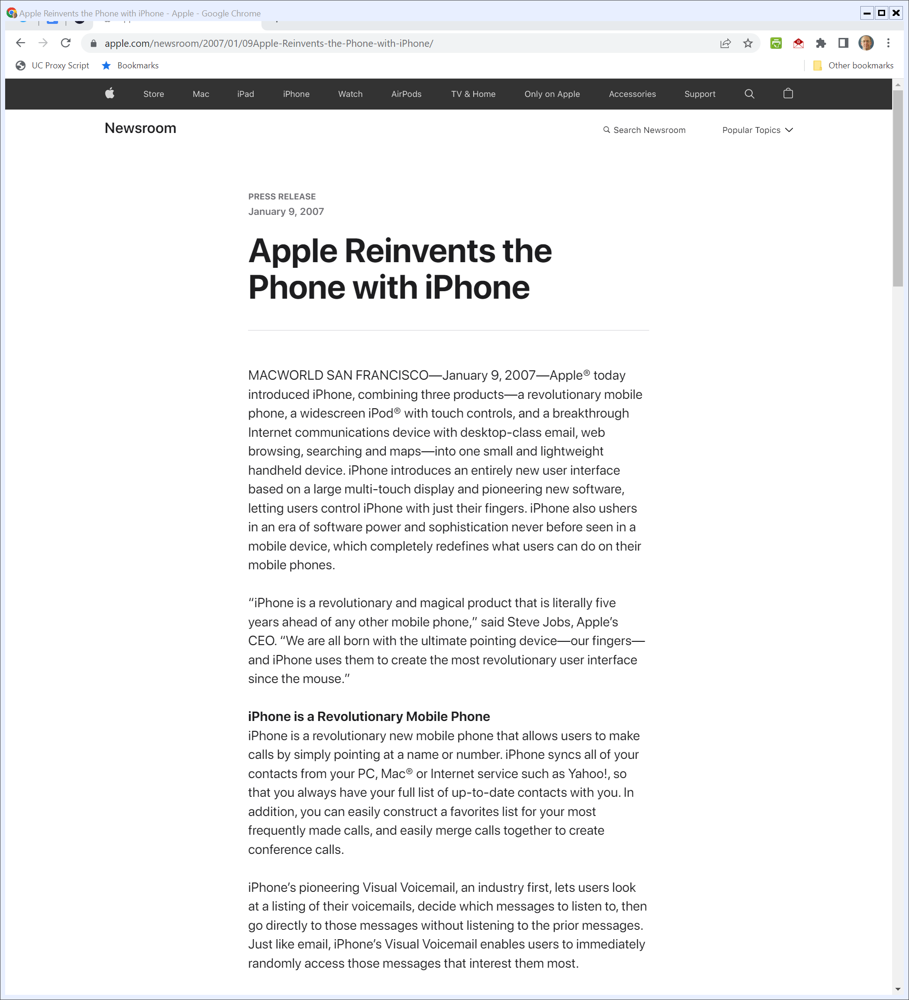 Apple Reinvents the Phone with iPhone - Apple - Google Chrome
apple.com/newsroom/2007/01/09Apple-Reinvents-the-Phone-with-iPhone/
UC Proxy Script Bookmarks Other bookmarks
Store Mac iPad iPhone Watch AirPods TV & Home Only on Apple Accessories Support
Newsroom Search Newsroom Popular Topics
PRESS RELEASE
January 9, 2007
Apple Reinvents the
Phone with iPhone
MACWORLD SAN FRANCISCO—January 9, 2007—Apple® today
introduced iPhone, combining three products—a revolutionary mobile
phone, a widescreen iPod® with touch controls, and a breakthrough
Internet communications device with desktop-class email, web
browsing, searching and maps—into one small and lightweight
handheld device. iPhone introduces an entirely new user interface
based on a large multi-touch display and pioneering new software,
letting users control iPhone with just their fingers. iPhone also ushers
in an era of software power and sophistication never before seen in a
mobile device, which completely redefines what users can do on their
mobile phones.
“iPhone is a revolutionary and magical product that is literally five
years ahead of any other mobile phone,” said Steve Jobs, Apple’s
CEO. “We are all born with the ultimate pointing device—our fingers—
and iPhone uses them to create the most revolutionary user interface
since the mouse.”
iPhone is a Revolutionary Mobile Phone
iPhone is a revolutionary new mobile phone that allows users to make
calls by simply pointing at a name or number. iPhone syncs all of your
contacts from your PC, Mac® or Internet service such as Yahoo!, so
that you always have your full list of up-to-date contacts with you. In
addition, you can easily construct a favorites list for your most
frequently made calls, and easily merge calls together to create
conference calls.
iPhone’s pioneering Visual Voicemail, an industry first, lets users look
at a listing of their voicemails, decide which messages to listen to, then
go directly to those messages without listening to the prior messages.
Just like email, iPhone’s Visual Voicemail enables users to immediately
randomly access those messages that interest them most.